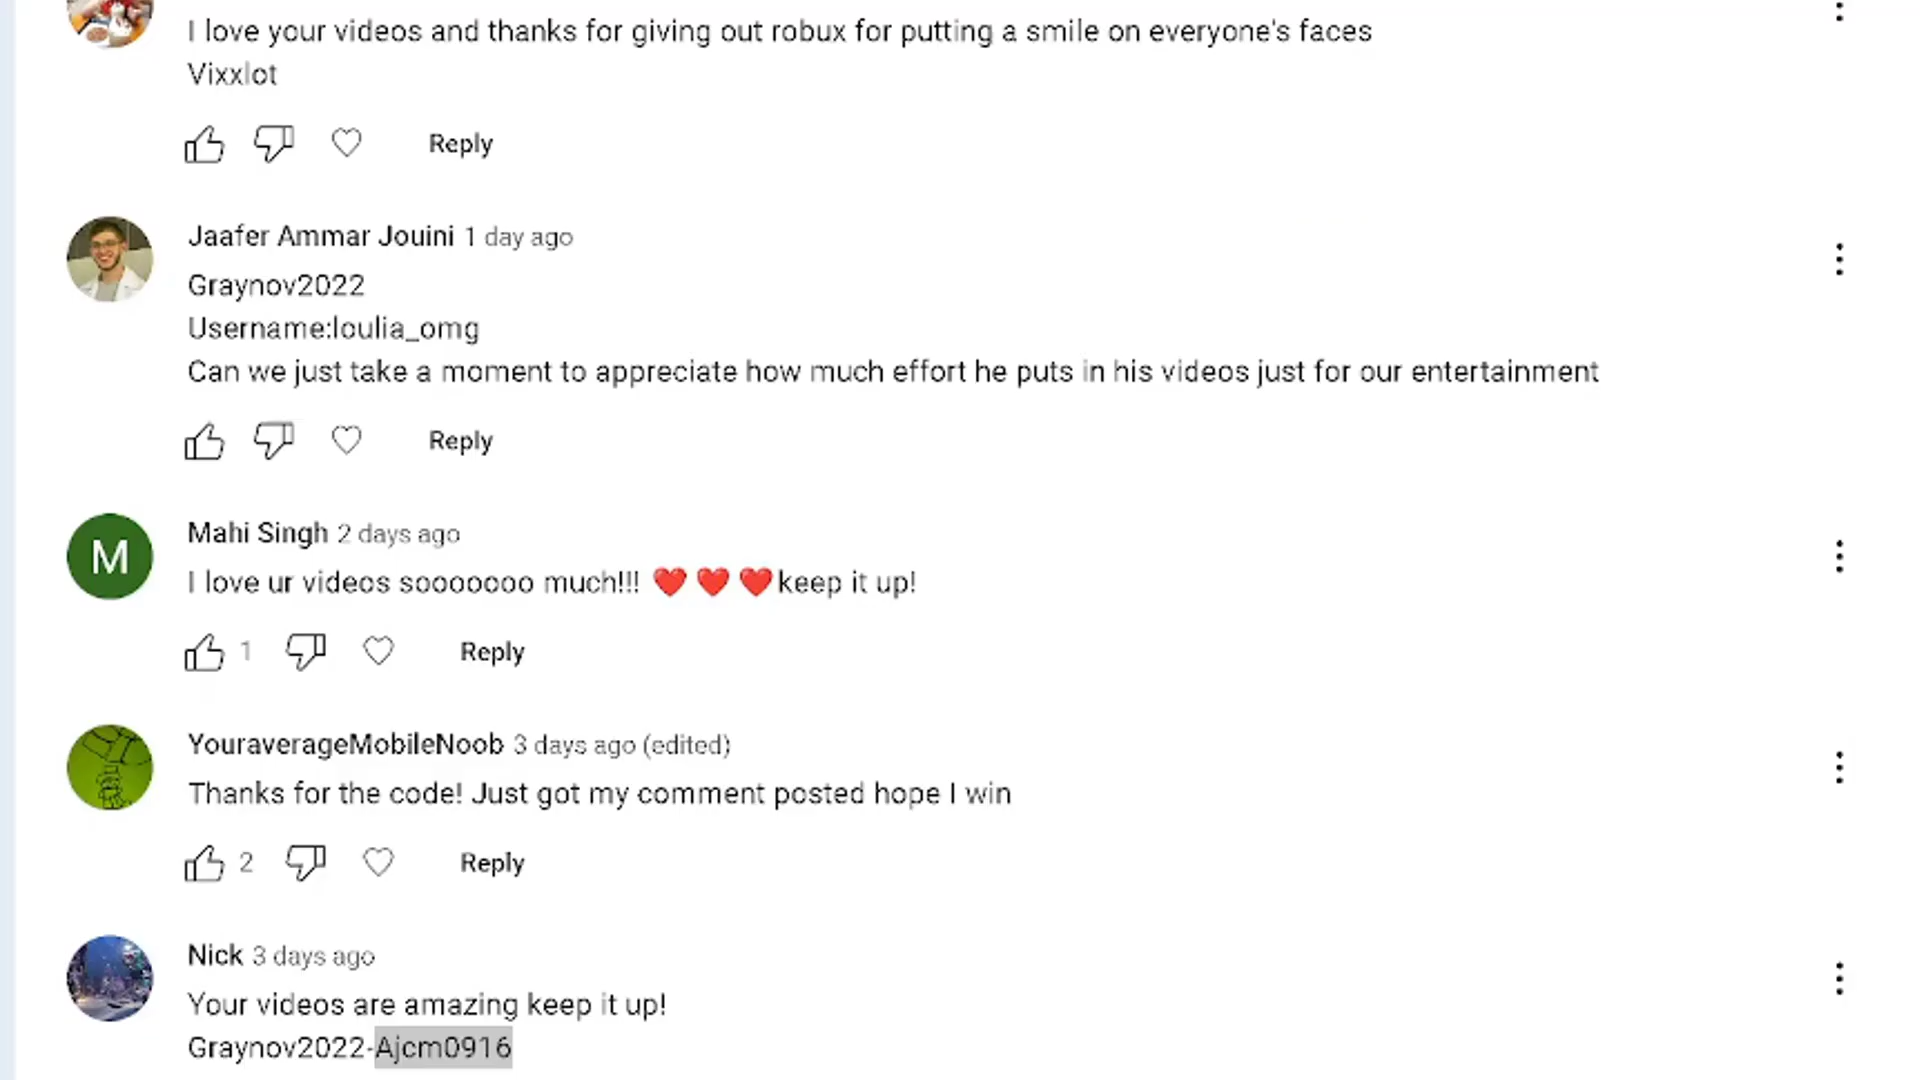 I love your videos and thanks for giving out robux for putting a smile on everyone's faces
Vixxlot
Reply
Jaafer Ammar Jouini 1 day ago
Graynov2022
Username:loulia_omg
Can we just take a moment to appreciate how much effort he puts in his videos just for our entertainment
Reply
M
Mahi Singh 2 days ago
I love ur videos sooooooo much!!! ❤️ ❤️ ❤️keep it up!
1 Reply
YouraverageMobileNoob 3 days ago (edited)
Thanks for the code! Just got my comment posted hope I win
2 Reply
Nick 3 days ago
Your videos are amazing keep it up!
Graynov2022-Ajcm0916